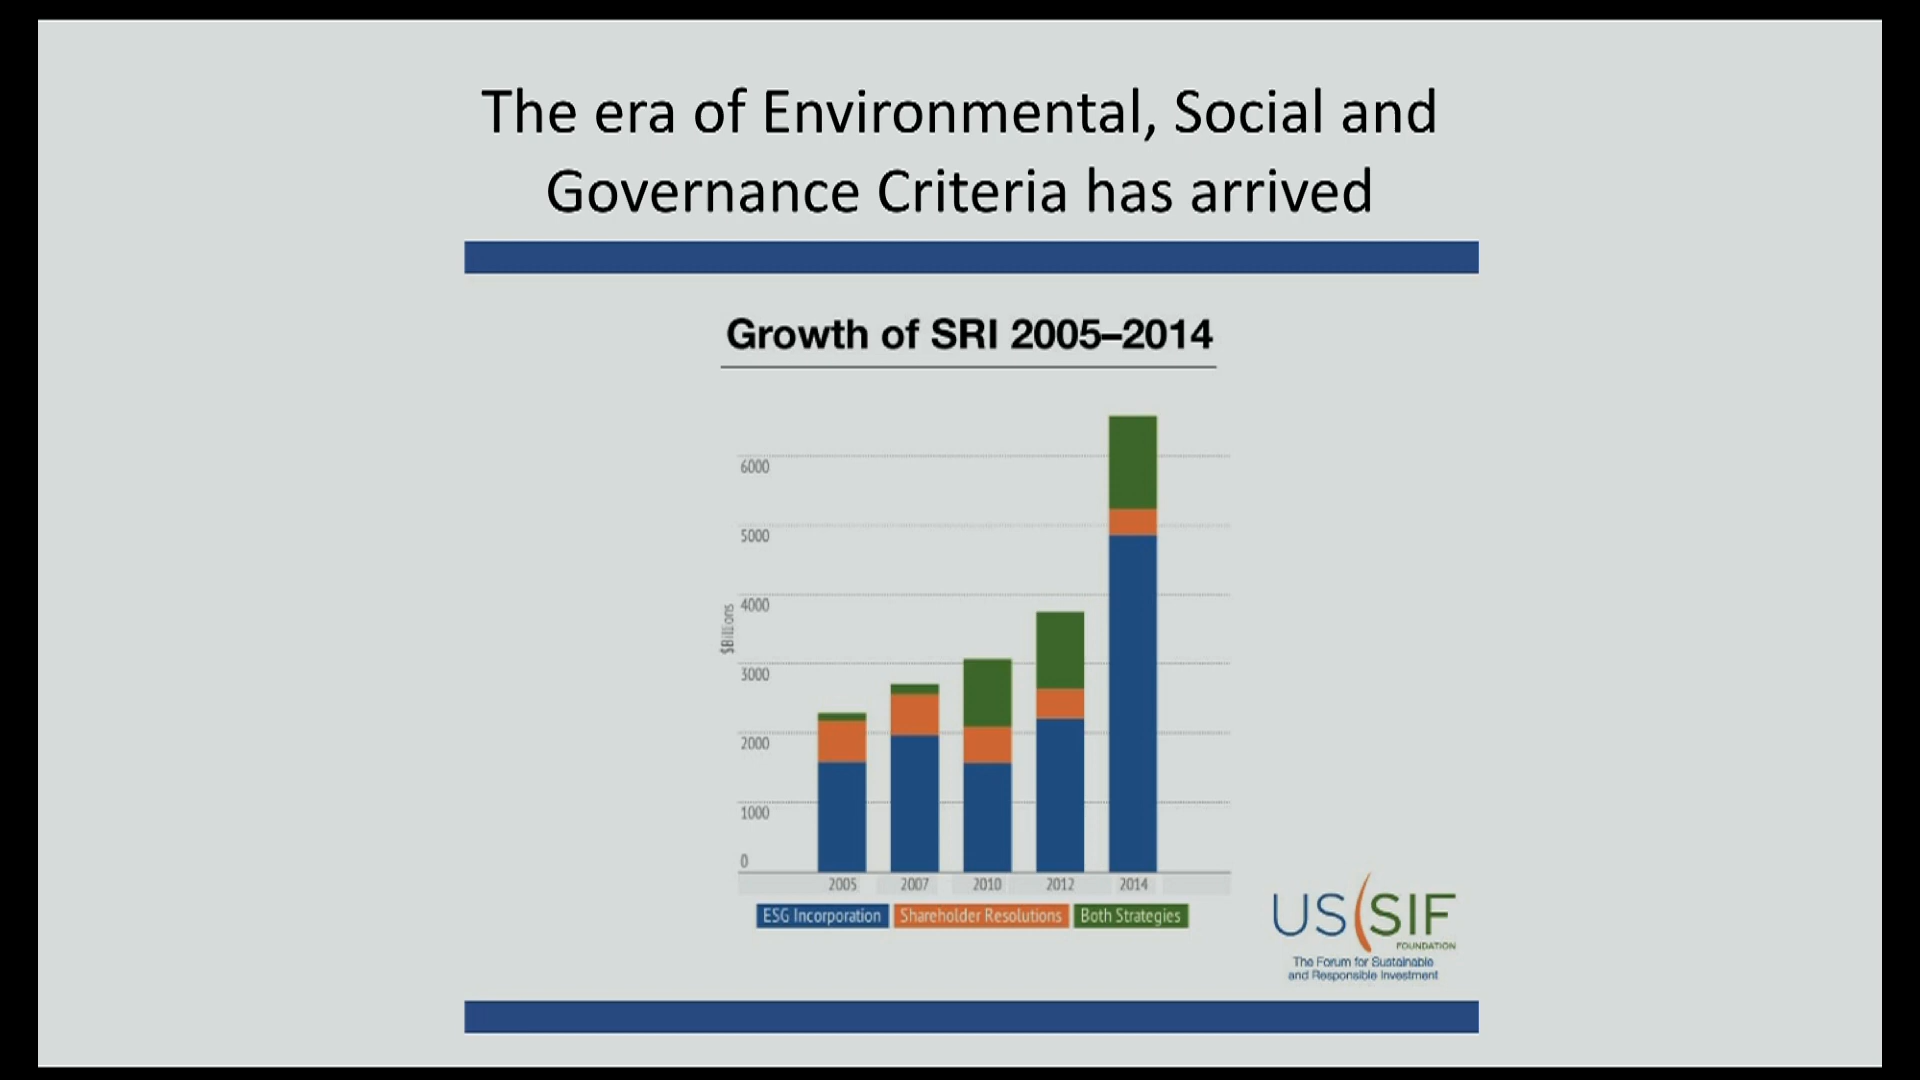 The era of Environmental, Social and
Governance Criteria has arrived
Growth of SRI 2005–2014
6000
5000
4000
$Billions
3000
2000
1000
0
2005 2007 2010 2012 2014
ESG Incorporation Shareholder Resolutions Both Strategies
US SIF
FOUNDATION
The Forum for Sustainable
and Responsible Investment